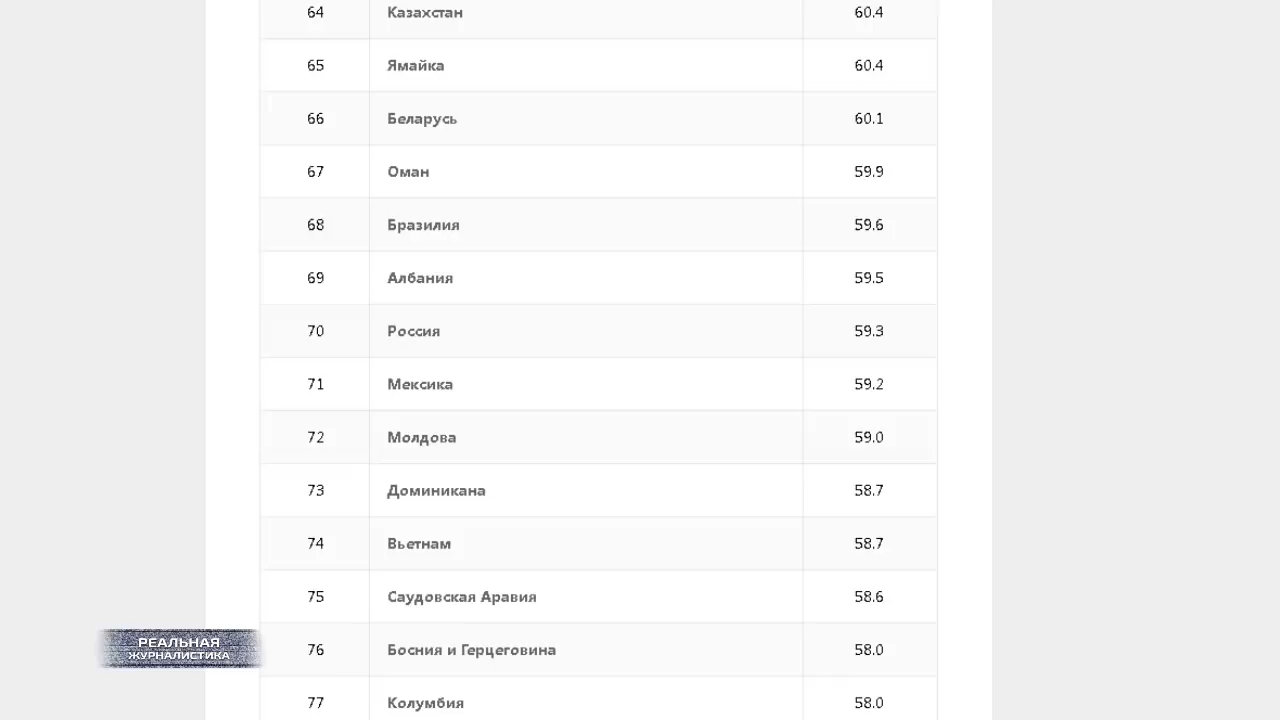 64 Казахстан 60.4
65 Ямайка 60.4
66 Беларусь 60.1
67 Оман 59.9
68 Бразилия 59.6
69 Албания 59.5
70 Россия 59.3
71 Мексика 59.2
72 Молдова 59.0
73 Доминикана 58.7
74 Вьетнам 58.7
75 Саудовская Аравия 58.6
76 Босния и Герцеговина 58.0
77 Колумбия 58.0
РЕАЛЬНАЯ
ЖУРНАЛИСТИКА